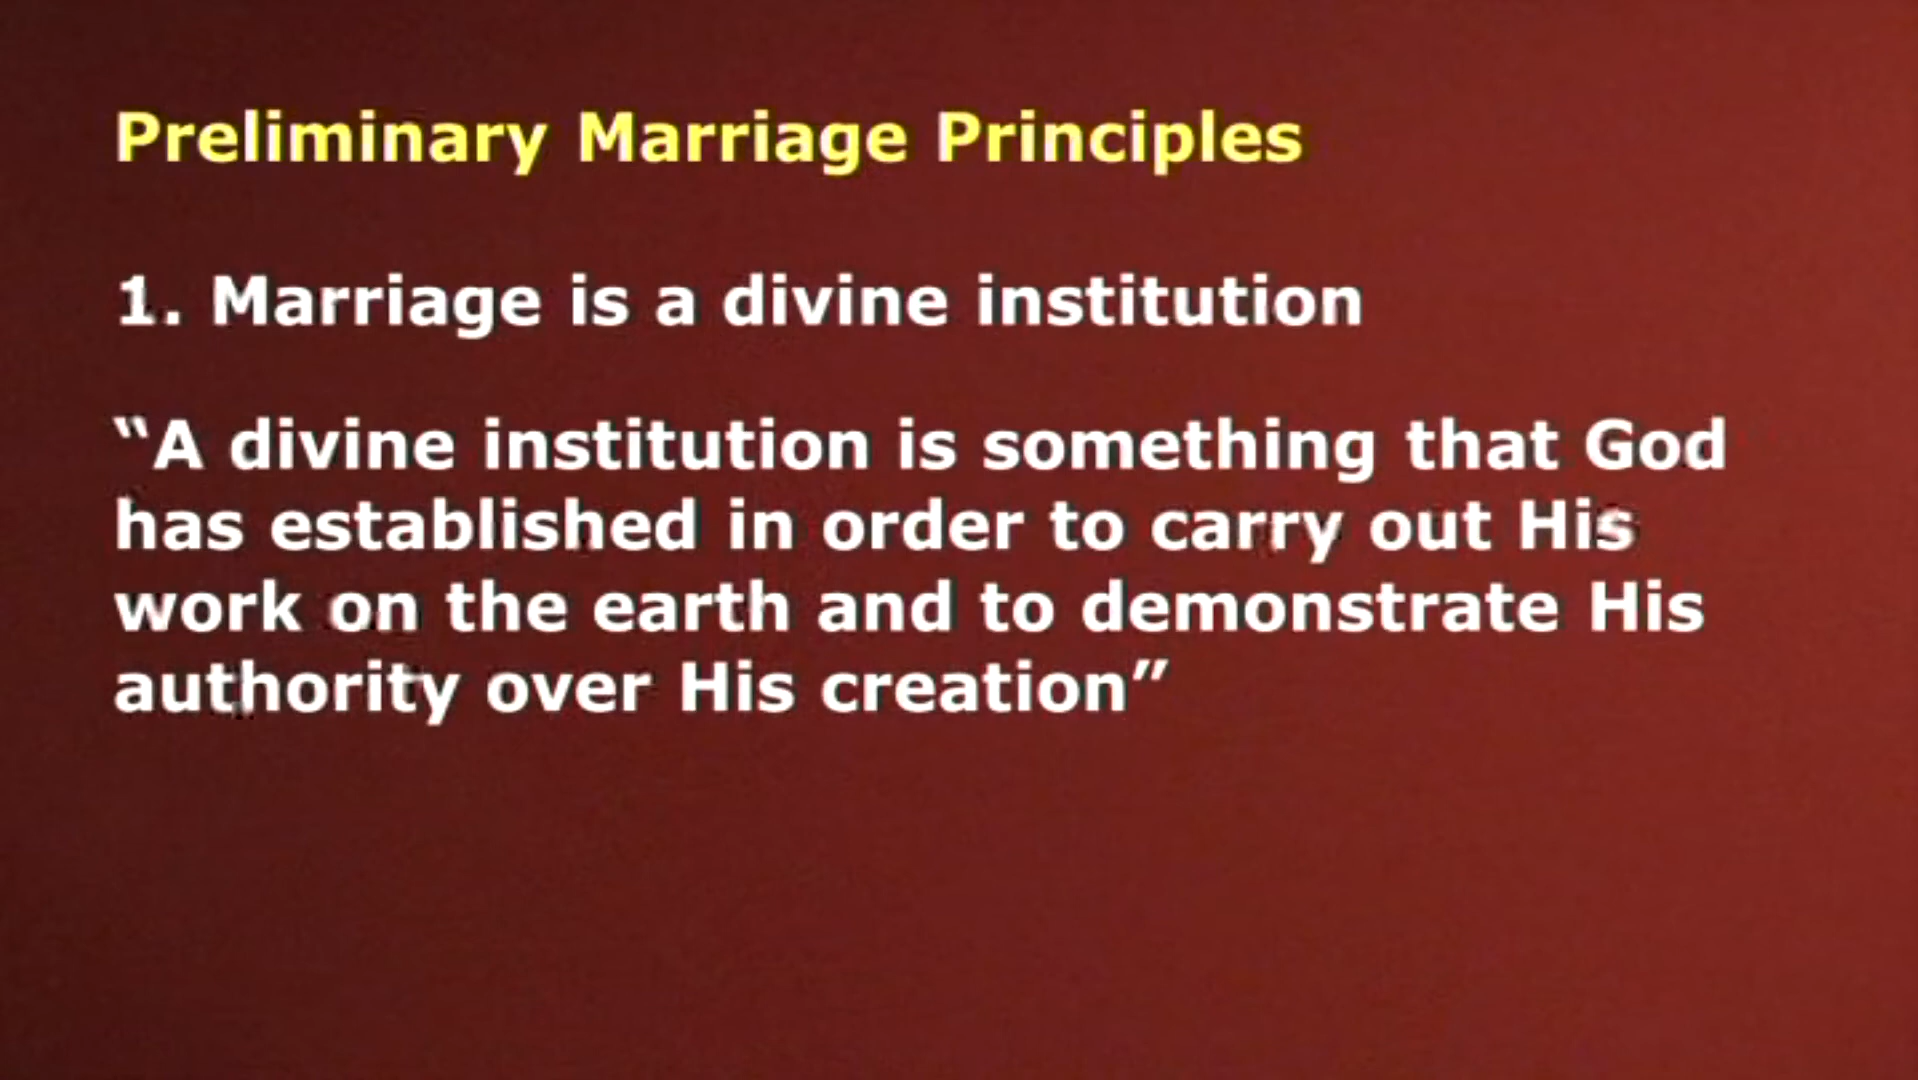 Preliminary Marriage Principles
1. Marriage is a divine institution
“A divine institution is something that God
has established in order to carry out His
work on the earth and to demonstrate His
authority over His creation”